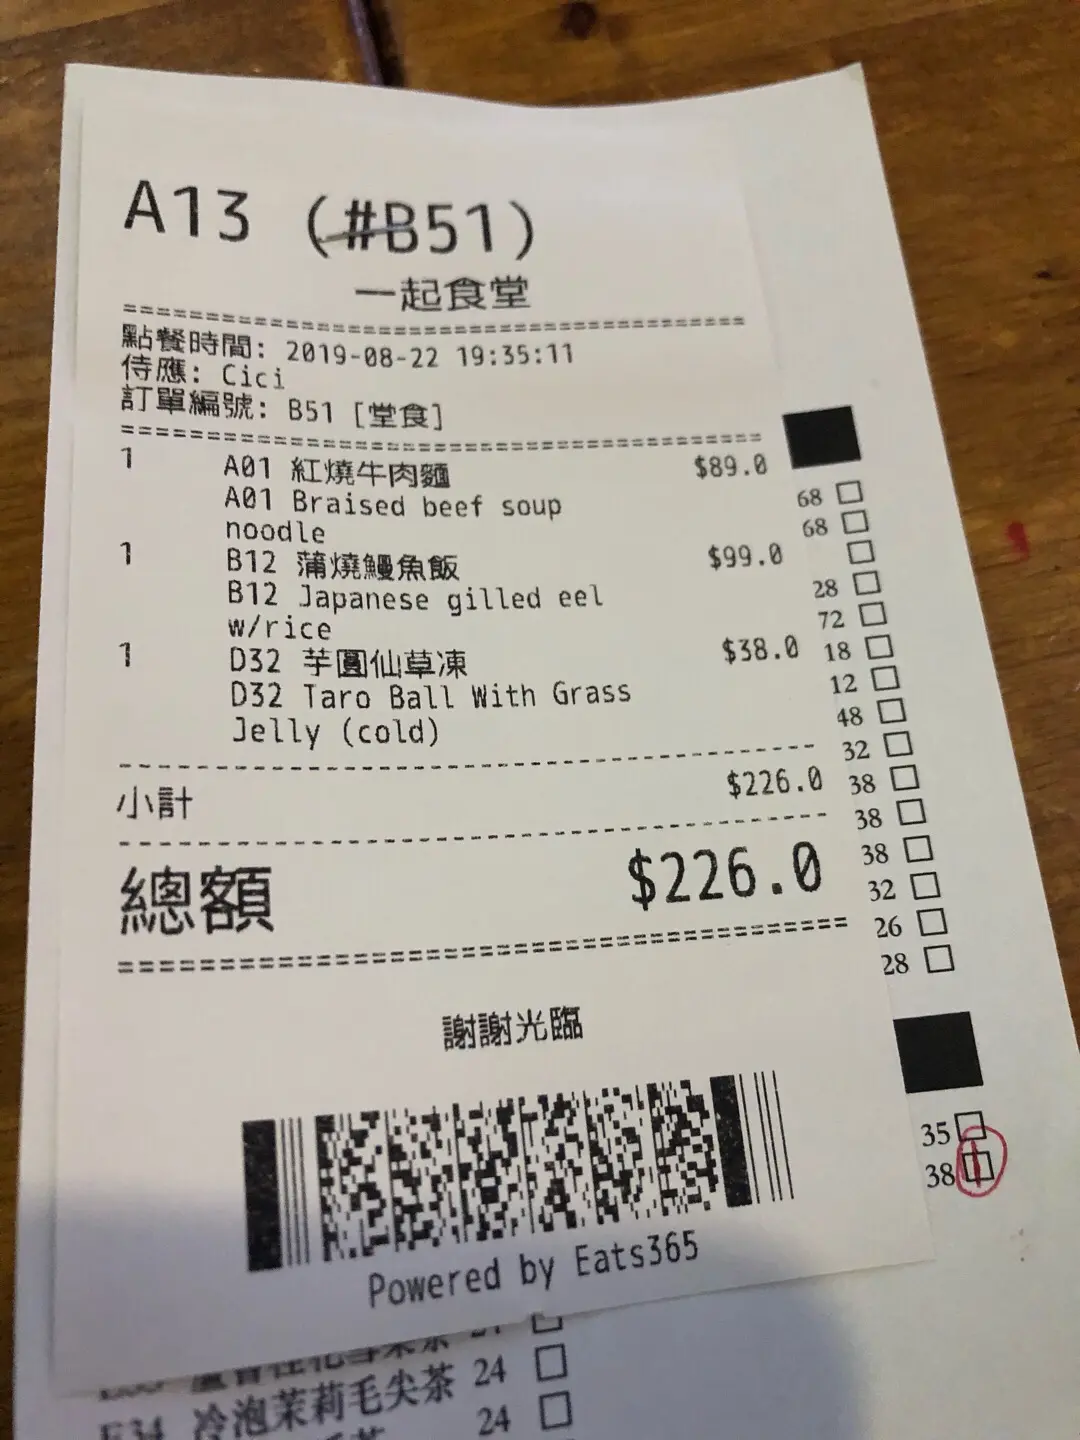 A13 (#B51)
一起食堂
點餐時間: 2019-08-22 19:35:11
侍應: Cici
訂單編號: B51 [堂食]
1 A01 紅燒牛肉麵 $89.0
A01 Braised beef soup
noodle
1 B12 蒲燒鰻魚飯 $99.0
B12 Japanese gilled eel
w/rice
1 D32 芋圓仙草凍 $38.0
D32 Taro Ball With Grass
Jelly (cold)
小計 $226.0
總額 $226.0
謝謝光臨
Powered by Eats365
68
68
28
72
18
12
48
32
38
38
38
32
26
28
35
38
E34 冷泡茉莉毛尖茶 24
24